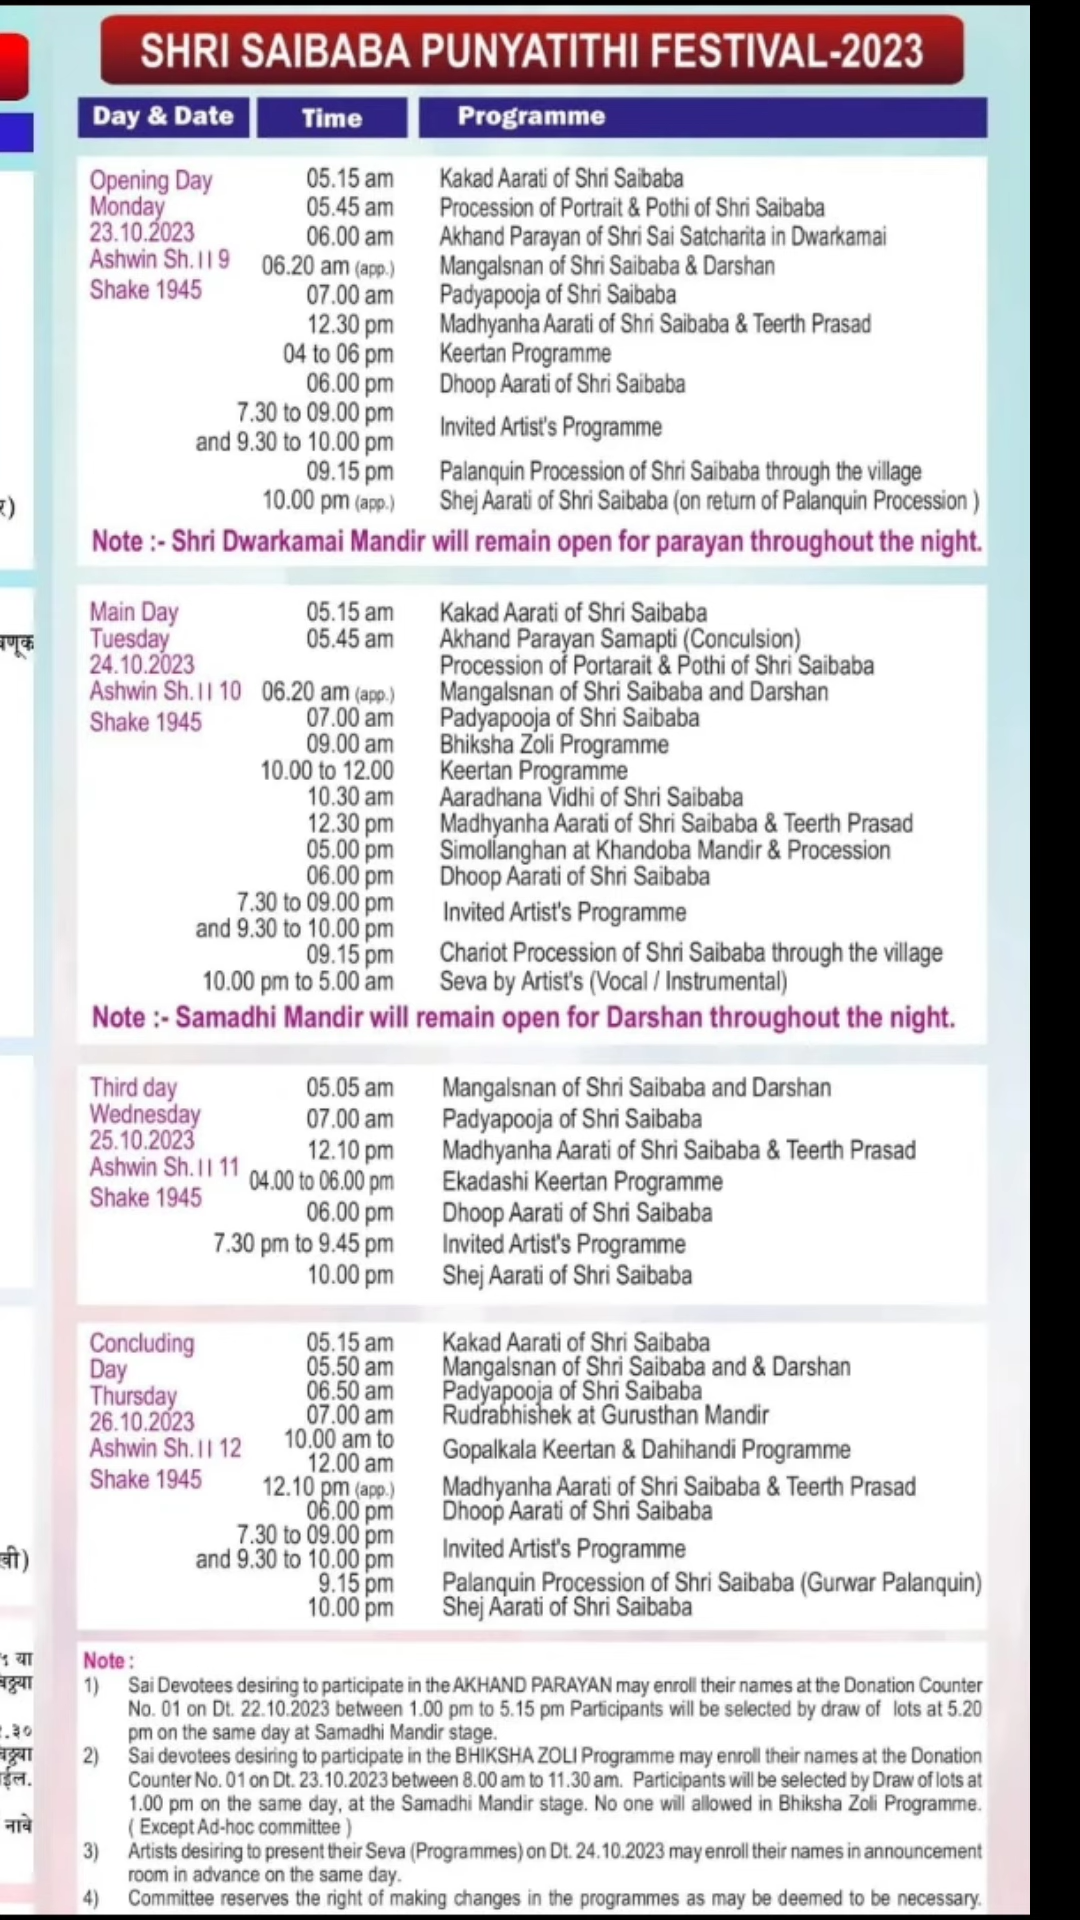 SHRI SAIBABA PUNYATITHI FESTIVAL-2023
Day & Date Time Programme
Opening Day 05.15 am Kakad Aarati of Shri Saibaba
Monday 05.45 am Procession of Portrait & Pothi of Shri Saibaba
23.10.2023 06.00 am Akhand Parayan of Shri Sai Satcharita in Dwarkamai
Ashwin Sh.II 9 06.20 am (app.) Mangalsnan of Shri Saibaba & Darshan
Shake 1945 07.00 am Padyapooja of Shri Saibaba
12.30 pm Madhyanha Aarati of Shri Saibaba & Teerth Prasad
04 to 06 pm Keertan Programme
06.00 pm Dhoop Aarati of Shri Saibaba
7.30 to 09.00 pm
and 9.30 to 10.00 pm Invited Artist's Programme
09.15 pm Palanquin Procession of Shri Saibaba through the village
10.00 pm (app.) Shej Aarati of Shri Saibaba (on return of Palanquin Procession )
Note :- Shri Dwarkamai Mandir will remain open for parayan throughout the night.
Main Day 05.15 am Kakad Aarati of Shri Saibaba
Tuesday 05.45 am Akhand Parayan Samapti (Conculsion)
24.10.2023 Procession of Portarait & Pothi of Shri Saibaba
Ashwin Sh.II 10 06.20 am (app.) Mangalsnan of Shri Saibaba and Darshan
Shake 1945 07.00 am Padyapooja of Shri Saibaba
09.00 am Bhiksha Zoli Programme
10.00 to 12.00 Keertan Programme
10.30 am Aaradhana Vidhi of Shri Saibaba
12.30 pm Madhyanha Aarati of Shri Saibaba & Teerth Prasad
05.00 pm Simollanghan at Khandoba Mandir & Procession
06.00 pm Dhoop Aarati of Shri Saibaba
7.30 to 09.00 pm
and 9.30 to 10.00 pm Invited Artist's Programme
09.15 pm Chariot Procession of Shri Saibaba through the village
10.00 pm to 5.00 am Seva by Artist's (Vocal / Instrumental)
Note :- Samadhi Mandir will remain open for Darshan throughout the night.
Third day 05.05 am Mangalsnan of Shri Saibaba and Darshan
Wednesday 07.00 am Padyapooja of Shri Saibaba
25.10.2023 12.10 pm Madhyanha Aarati of Shri Saibaba & Teerth Prasad
Ashwin Sh.II 11 04.00 to 06.00 pm Ekadashi Keertan Programme
Shake 1945 06.00 pm Dhoop Aarati of Shri Saibaba
7.30 pm to 9.45 pm Invited Artist's Programme
10.00 pm Shej Aarati of Shri Saibaba
Concluding 05.15 am Kakad Aarati of Shri Saibaba
Day 05.50 am Mangalsnan of Shri Saibaba and & Darshan
Thursday 06.50 am Padyapooja of Shri Saibaba
26.10.2023 07.00 am Rudrabhishek at Gurusthan Mandir
Ashwin Sh.II 12 10.00 am to
12.00 am Gopalkala Keertan & Dahihandi Programme
Shake 1945 12.10 pm (app.) Madhyanha Aarati of Shri Saibaba & Teerth Prasad
06.00 pm Dhoop Aarati of Shri Saibaba
7.30 to 09.00 pm
and 9.30 to 10.00 pm Invited Artist's Programme
9.15 pm Palanquin Procession of Shri Saibaba (Gurwar Palanquin)
10.00 pm Shej Aarati of Shri Saibaba
Note :
1) Sai Devotees desiring to participate in the AKHAND PARAYAN may enroll their names at the Donation Counter
No. 01 on Dt. 22.10.2023 between 1.00 pm to 5.15 pm Participants will be selected by draw of lots at 5.20
pm on the same day at Samadhi Mandir stage.
2) Sai devotees desiring to participate in the BHIKSHA ZOLI Programme may enroll their names at the Donation
Counter No. 01 on Dt. 23.10.2023 between 8.00 am to 11.30 am. Participants will be selected by Draw of lots at
1.00 pm on the same day, at the Samadhi Mandir stage. No one will allowed in Bhiksha Zoli Programme.
( Except Ad-hoc committee )
3) Artists desiring to present their Seva (Programmes) on Dt. 24.10.2023 may enroll their names in announcement
room in advance on the same day.
4) Committee reserves the right of making changes in the programmes as may be deemed to be necessary.
या
नावे